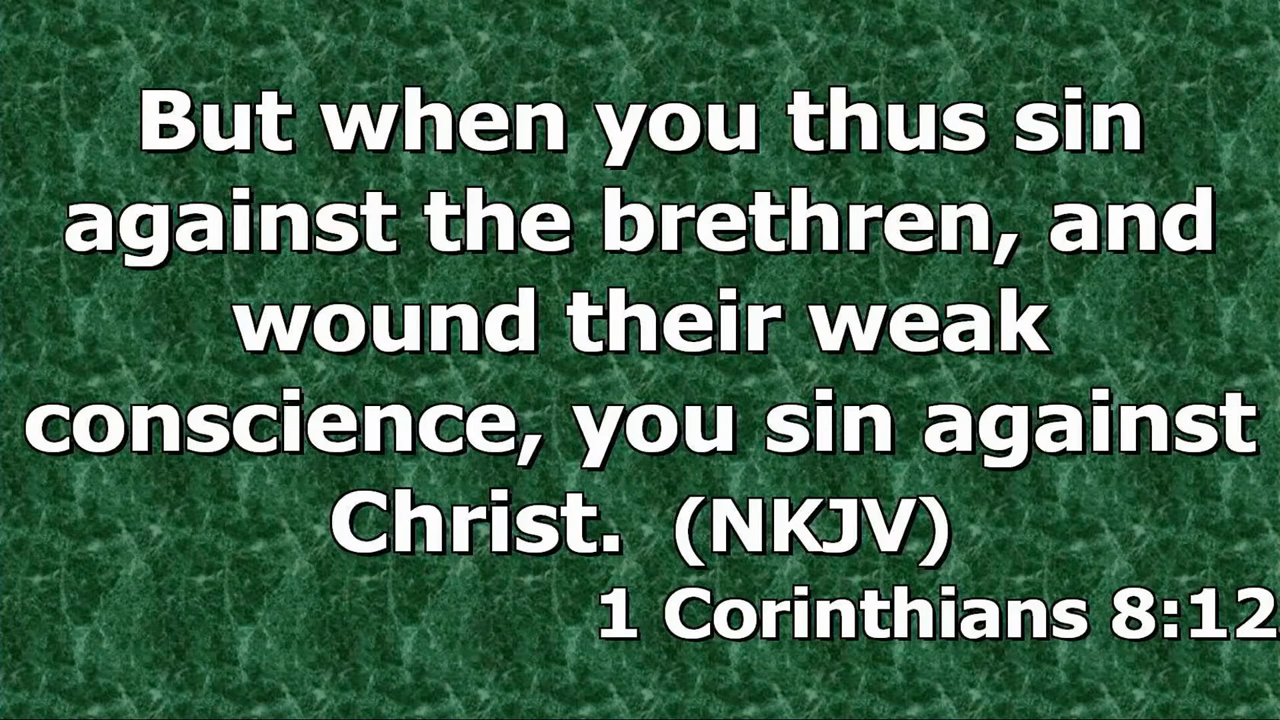 But when you thus sin
against the brethren, and
wound their weak
conscience, you sin against
Christ. (NKJV)
1 Corinthians 8:12